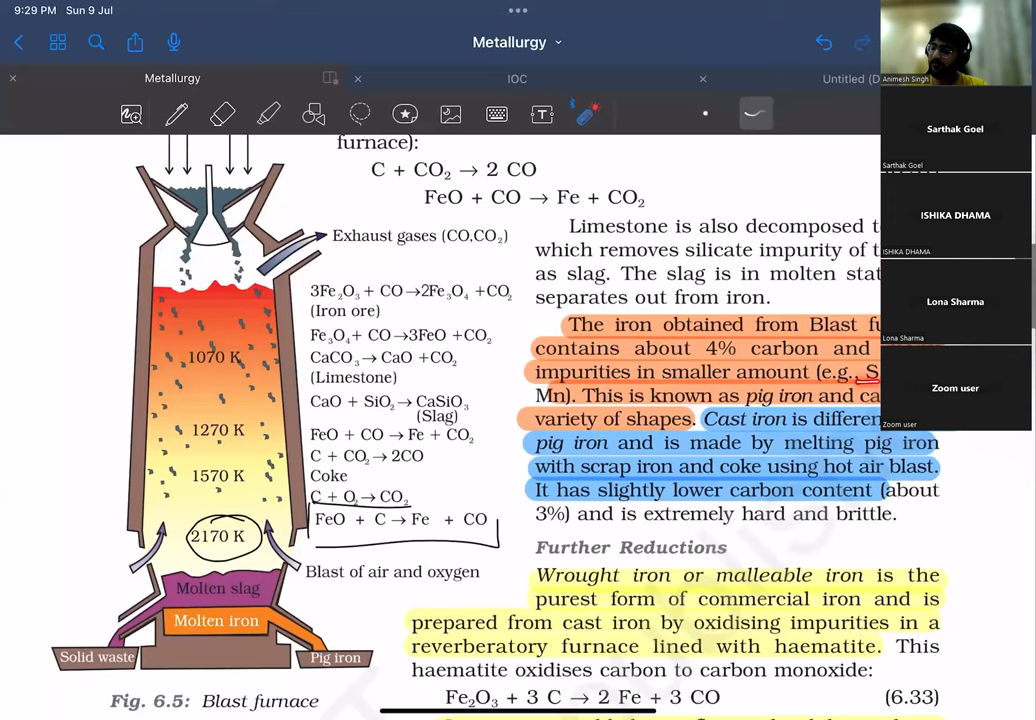 9:29 PM Sun 9 Jul
Metallurgy
Metallurgy
IOC
Untitled (D
furnace):
C + CO₂ → 2 CO
FeO + CO → Fe + CO₂
Exhaust gases (CO,CO₂)
3Fe₂O₃ + CO→2Fe₃O₄ +CO₂
(Iron ore)
Fe₃O₄+ CO→3FeO +CO₂
CaCO₃→ CaO +CO₂
(Limestone)
CaO + SiO₂→ CaSiO₃
(Slag)
FeO + CO→ Fe + CO₂
C + CO₂ →2CO
Coke
C + O₂→ CO₂
FeO + C→ Fe + CO
1070 K
1270 K
1570 K
2170 K
Blast of air and oxygen
Molten slag
Molten iron
Solid waste
Pig iron
Fig. 6.5: Blast furnace
Limestone is also decomposed t
which removes silicate impurity of t
as slag. The slag is in molten stat
separates out from iron.
The iron obtained from Blast fu
contains about 4% carbon and
impurities in smaller amount (e.g., S
Mn). This is known as pig iron and ca
variety of shapes. Cast iron is differen
pig iron and is made by melting pig iron
with scrap iron and coke using hot air blast.
It has slightly lower carbon content (about
3%) and is extremely hard and brittle.
Further Reductions
Wrought iron or malleable iron is the
purest form of commercial iron and is
prepared from cast iron by oxidising impurities in a
reverberatory furnace lined with haematite. This
haematite oxidises carbon to carbon monoxide:
Fe₂O₃ + 3 C → 2 Fe + 3 CO (6.33)
Animesh Singh
Sarthak Goel
Sarthak Goel
ISHIKA DHAMA
ISHIKA DHAMA
Lona Sharma
Lona Sharma
Zoom user
Zoom user